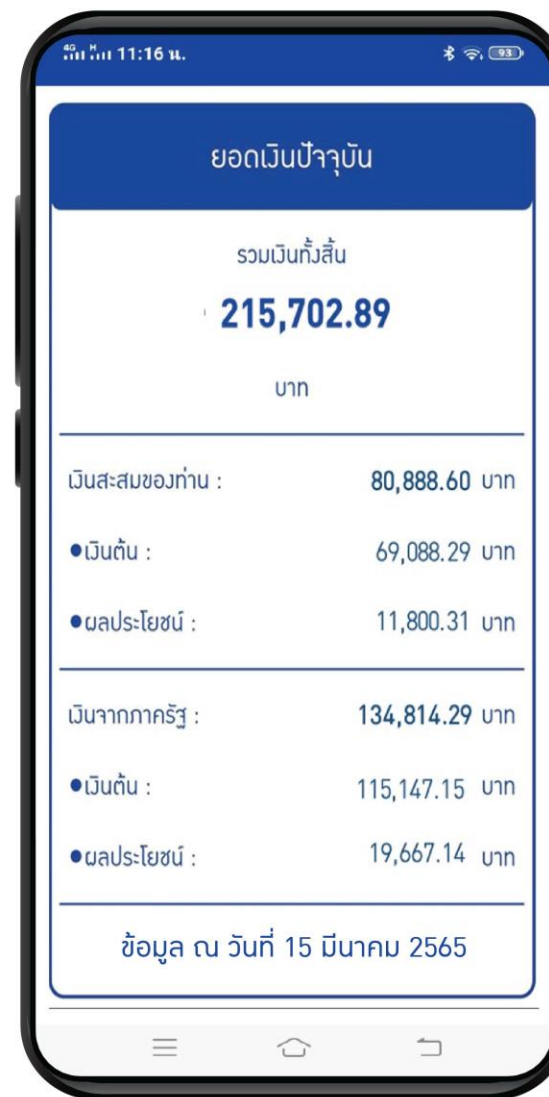 4G H 11:16 น. 93
ยอดเงินปัจจุบัน
รวมเงินทั้งสิ้น
215,702.89
บาท
เงินสะสมของท่าน : 80,888.60 บาท
●เงินต้น : 69,088.29 บาท
●ผลประโยชน์ : 11,800.31 บาท
เงินจากภาครัฐ : 134,814.29 บาท
●เงินต้น : 115,147.15 บาท
●ผลประโยชน์ : 19,667.14 บาท
ข้อมูล ณ วันที่ 15 มีนาคม 2565